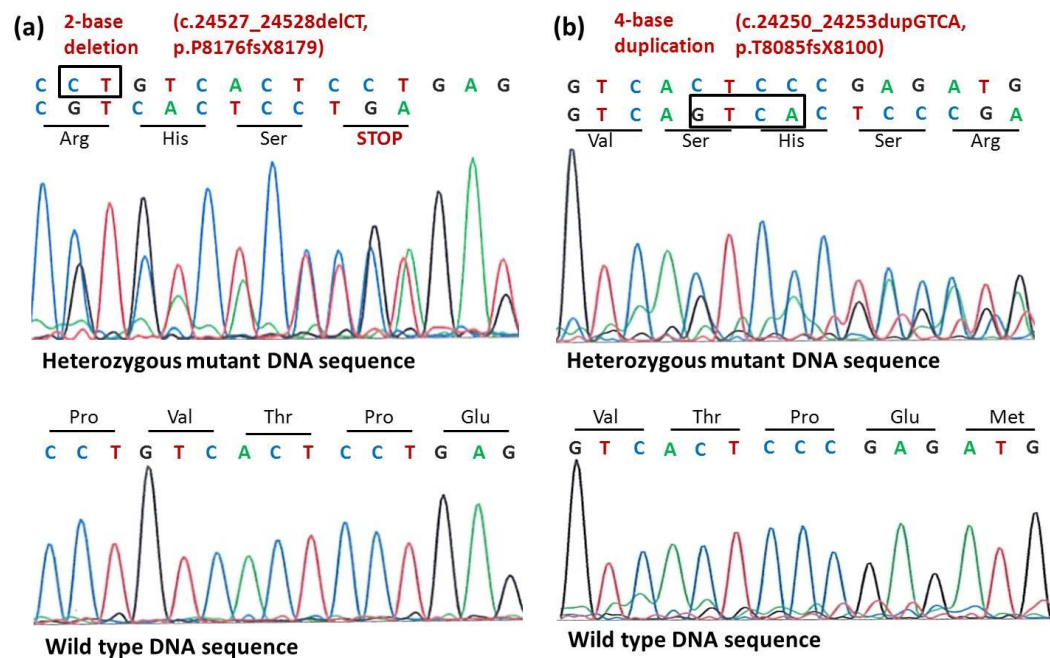 (a) 2-base deletion (c.24527_24528delCT, p.P8176fsX8179)
C C T G T C A C T C C T G A G
C G T C A C T C C T G A
Arg His Ser STOP
Heterozygous mutant DNA sequence
Pro Val Thr Pro Glu
C C T G T C A C T C C T G A G
Wild type DNA sequence
(b) 4-base duplication (c.24250_24253dupGTCA, p.T8085fsX8100)
G T C A C T C C C G A G A T G
G T C A G T C A C T C C C G A
Val Ser His Ser Arg
Heterozygous mutant DNA sequence
Val Thr Pro Glu Met
G T C A C T C C C G A G A T G
Wild type DNA sequence